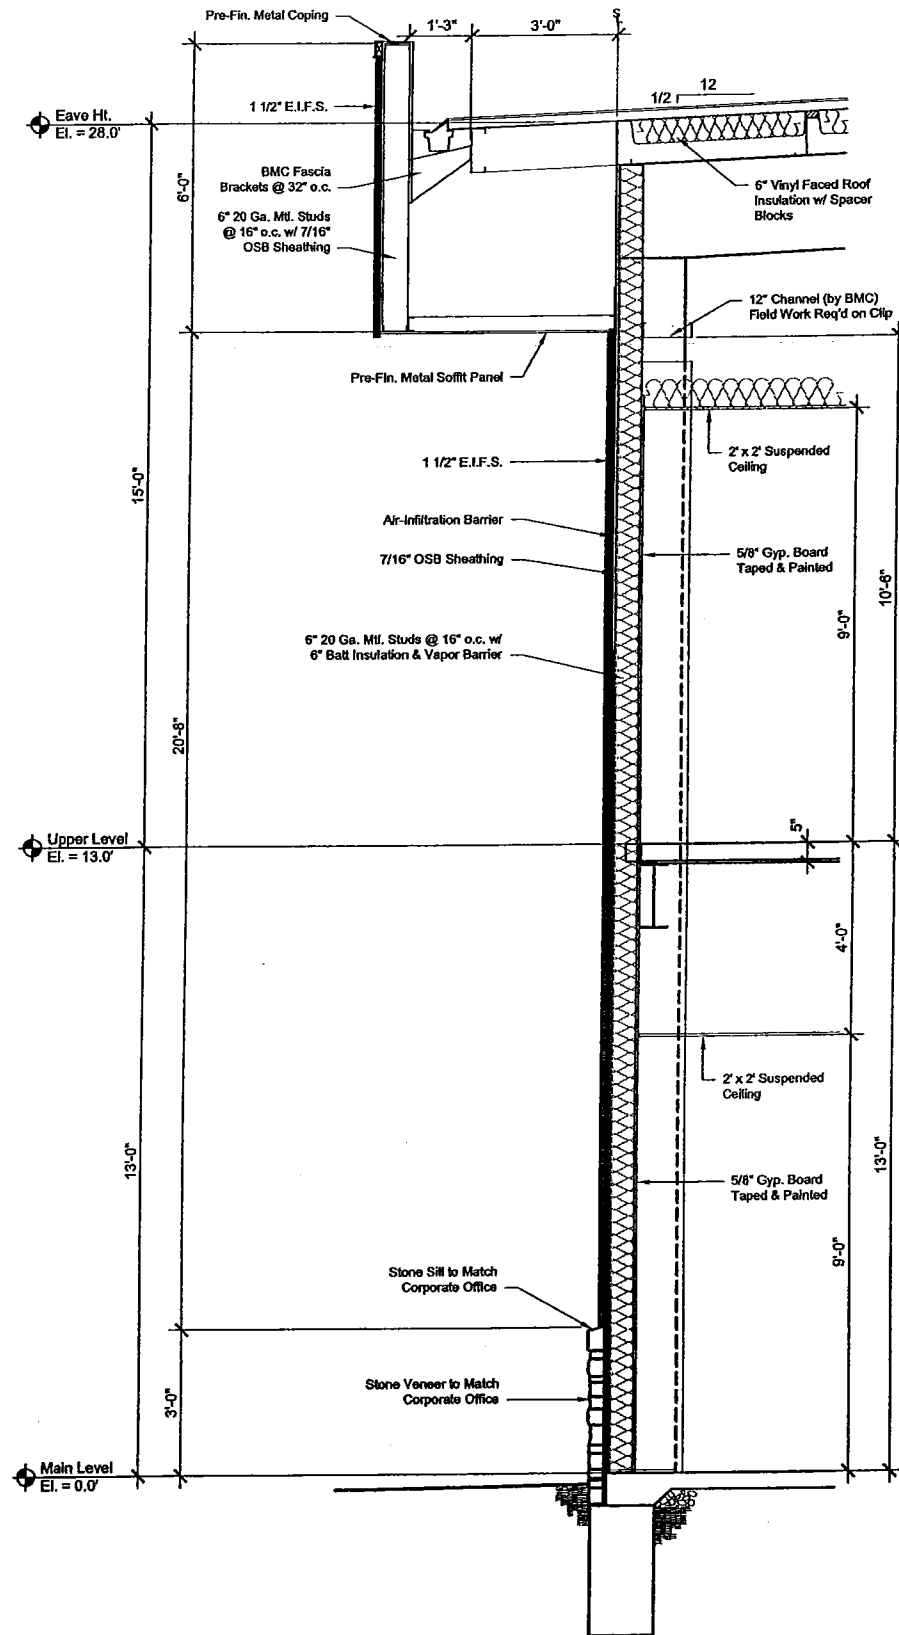 Pre-Fin. Metal Coping
1'-3"
3'-0"
S
12
1/2
1 1/2" E.I.F.S.
Eave Ht.
El. = 28.0'
BMC Fascia
Brackets @ 32" o.c.
6'-0"
6" Vinyl Faced Roof
Insulation w/ Spacer
Blocks
6" 20 Ga. Mtl. Studs
@ 16" o.c. w/ 7/16"
OSB Sheathing
12" Channel (by BMC)
Field Work Req'd on Clip
Pre-Fin. Metal Soffit Panel
2' x 2' Suspended
Ceiling
1 1/2" E.I.F.S.
15'-0"
Air-Infiltration Barrier
7/16" OSB Sheathing
5/8" Gyp. Board
Taped & Painted
10'-6"
9'-0"
6" 20 Ga. Mtl. Studs @ 16" o.c. w/
6" Batt Insulation & Vapor Barrier
20'-8"
5"
Upper Level
El. = 13.0'
4'-0"
2' x 2' Suspended
Ceiling
13'-0"
13'-0"
5/8" Gyp. Board
Taped & Painted
9'-0"
Stone Sill to Match
Corporate Office
Stone Veneer to Match
Corporate Office
3'-0"
Main Level
El. = 0.0'